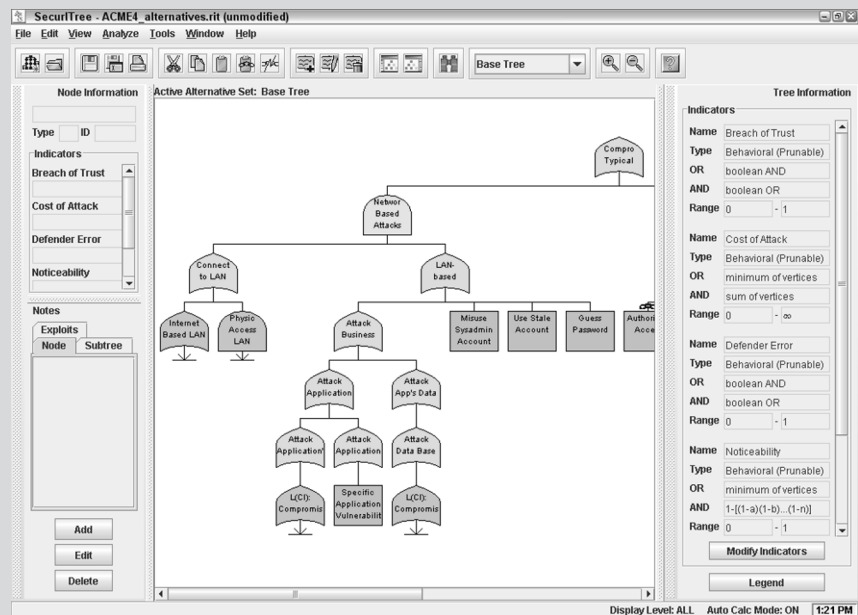 SecurITree - ACME4_alternatives.rit (unmodified)
File Edit View Analyze Tools Window Help
Base Tree
Node Information
Type ID
Indicators
Breach of Trust
Cost of Attack
Defender Error
Noticeability
Notes
Exploits
Node Subtree
Add
Edit
Delete
Active Alternative Set: Base Tree
Compro
Typical
Networ
Based
Attacks
Connect
to LAN
LAN-
based
Internet
Based LAN
Physic
Access
LAN
Attack
Business
Misuse
Sysadmin
Account
Use Stale
Account
Guess
Password
Authori
Acce
Attack
Application
Attack
App's Data
Attack
Application'
Attack
Application
Attack
Data Base
L(CI):
Compromis
Specific
Application
Vulnerabilit
L(CI):
Compromis
Tree Information
Indicators
Name Breach of Trust
Type Behavioral (Prunable)
OR boolean AND
AND boolean OR
Range 0 - 1
Name Cost of Attack
Type Behavioral (Prunable)
OR minimum of vertices
AND sum of vertices
Range 0 - ∞
Name Defender Error
Type Behavioral (Prunable)
OR boolean AND
AND boolean OR
Range 0 - 1
Name Noticeability
Type Behavioral (Prunable)
OR minimum of vertices
AND 1-[(1-a)(1-b)...(1-n)]
Range 0 - 1
Modify Indicators
Legend
Display Level: ALL Auto Calc Mode: ON 1:21 PM